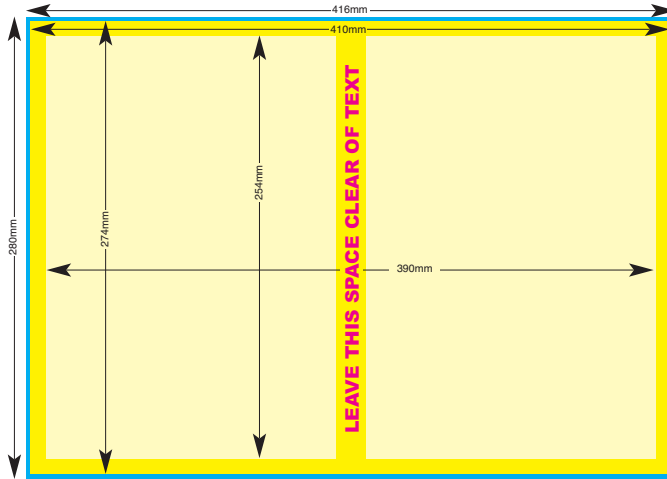 416mm
410mm
280mm
274mm
254mm
LEAVE THIS SPACE CLEAR OF TEXT
390mm